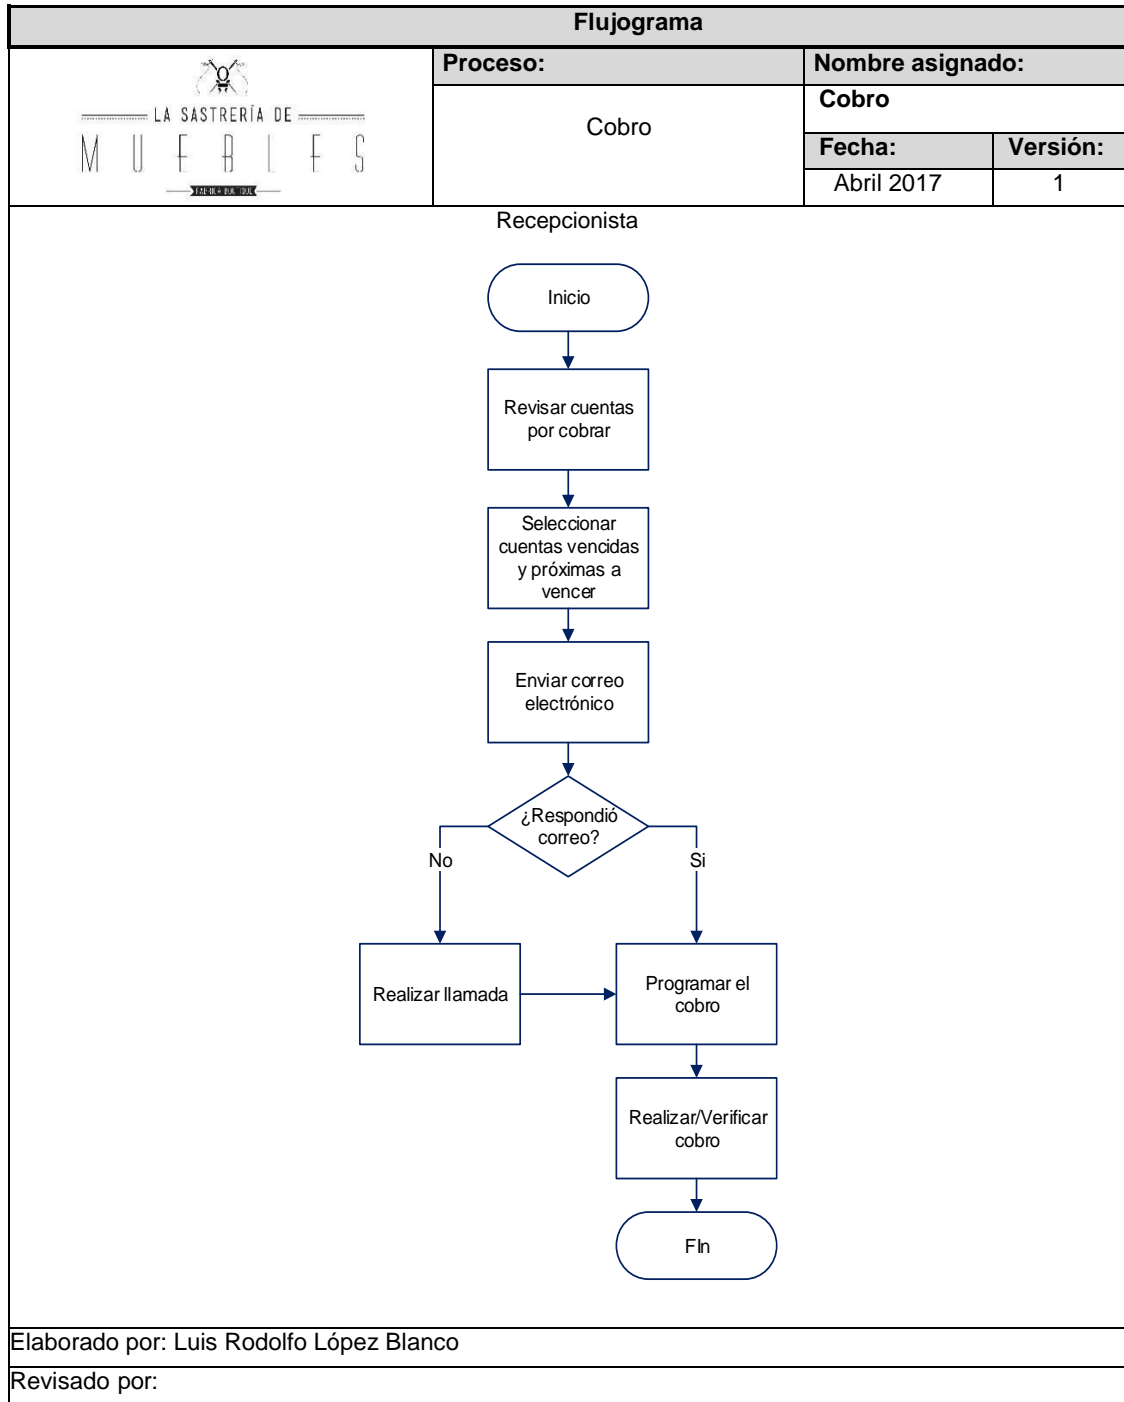 Flujograma
LA SASTRERÍA DE
MUEBLES
Proceso:
Cobro
Nombre asignado:
Cobro
Fecha:
Versión:
Abril 2017
1
Recepcionista
Inicio
Revisar cuentas
por cobrar
Seleccionar
cuentas vencidas
y próximas a
vencer
Enviar correo
electrónico
¿Respondió
correo?
No
Si
Realizar llamada
Programar el
cobro
Realizar/Verificar
cobro
FIn
Elaborado por: Luis Rodolfo López Blanco
Revisado por: